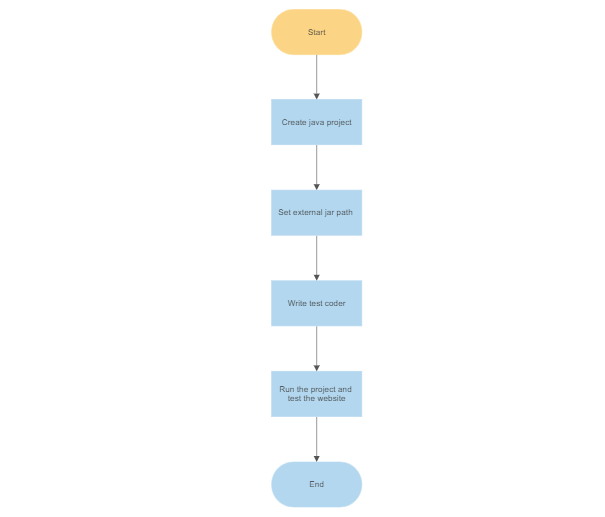 Start
Create java project
Set external jar path
Write test coder
Run the project and
test the website
End